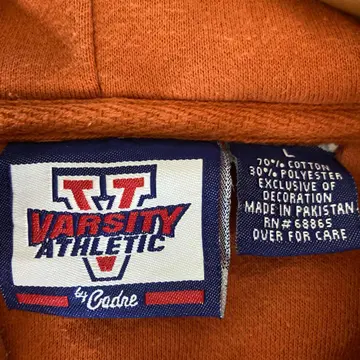 V
VARSITY
ATHLETIC
by Cadre
L
70% COTTON
30% POLYESTER
EXCLUSIVE OF
DECORATION
MADE IN PAKISTAN
RN# 68865
OVER FOR CARE